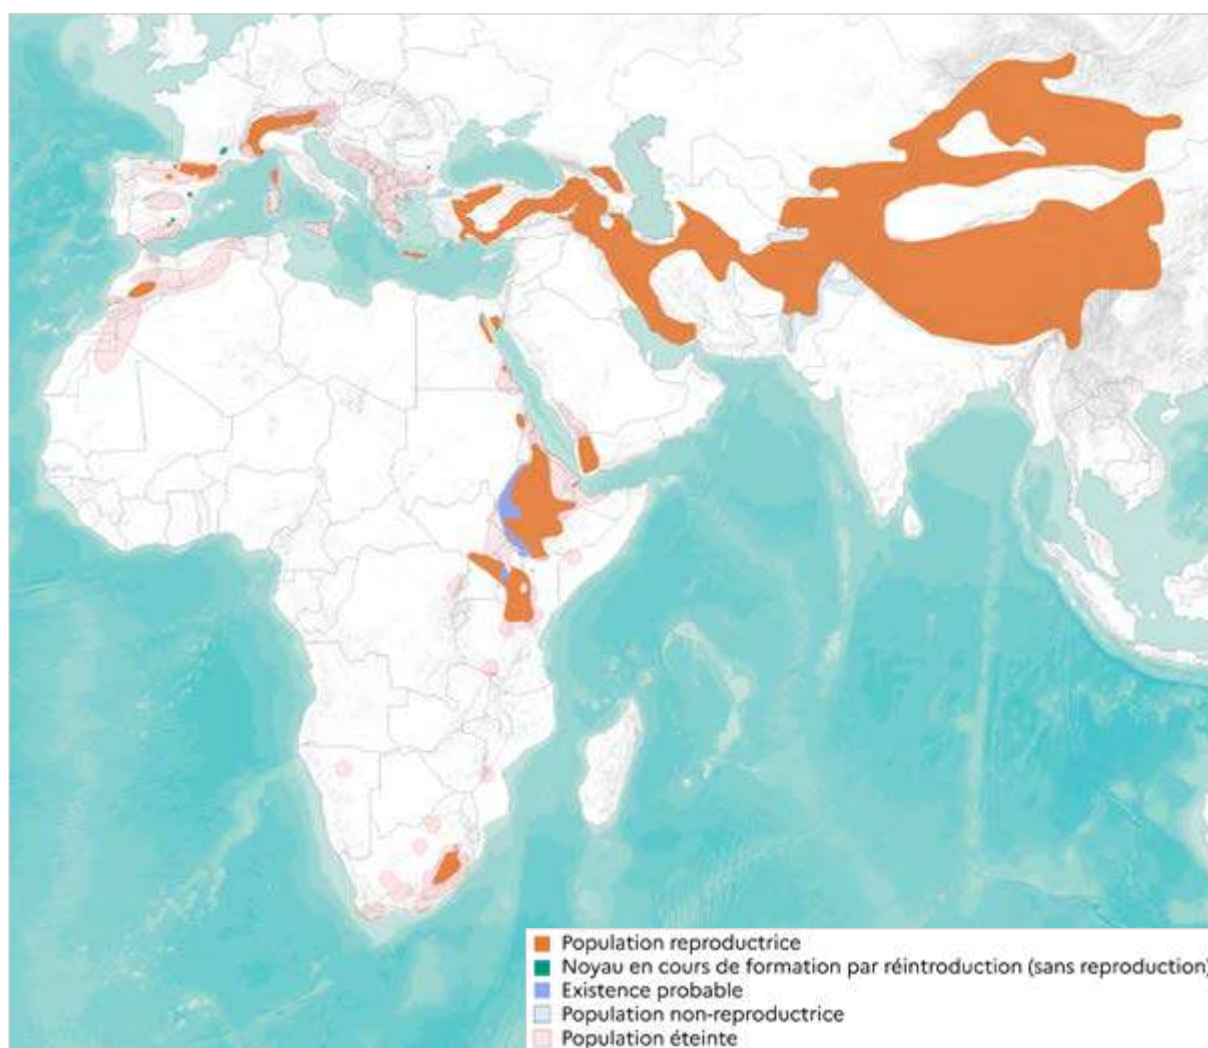 Population reproductrice
Noyau en cours de formation par réintroduction (sans reproduction)
Existence probable
Population non-reproductrice
Population éteinte